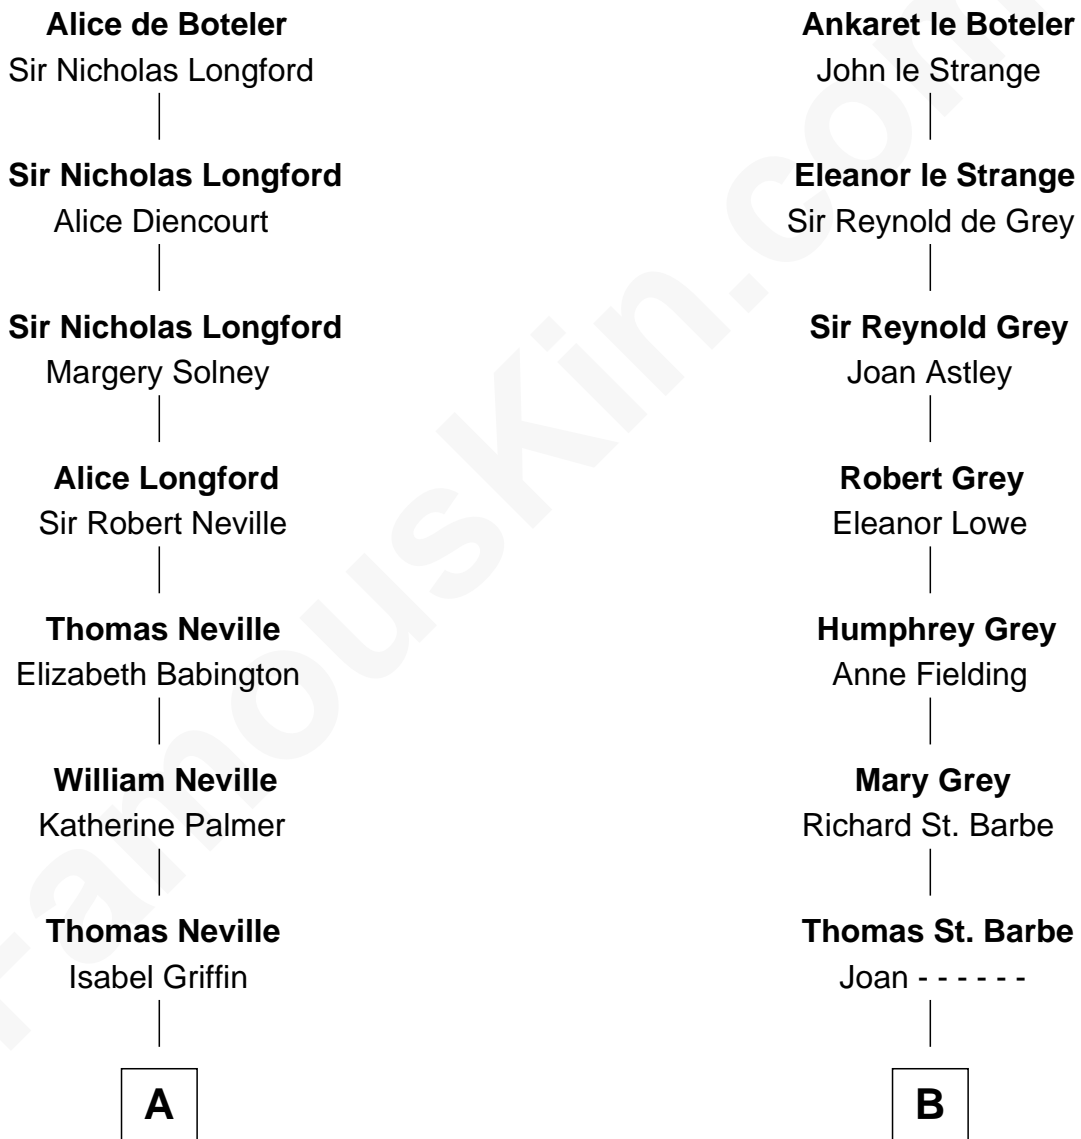 Alice de Boteler
Sir Nicholas Longford
Sir Nicholas Longford
Alice Diencourt
Sir Nicholas Longford
Margery Solney
Alice Longford
Sir Robert Neville
Thomas Neville
Elizabeth Babington
William Neville
Katherine Palmer
Thomas Neville
Isabel Griffin
A
Ankaret le Boteler
John le Strange
Eleanor le Strange
Sir Reynold de Grey
Sir Reynold Grey
Joan Astley
Robert Grey
Eleanor Lowe
Humphrey Grey
Anne Fielding
Mary Grey
Richard St. Barbe
Thomas St. Barbe
Joan - - - - - -
B
FamousKin.com